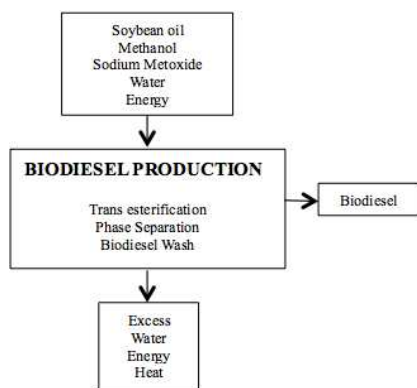 Soybean oil
Methanol
Sodium Metoxide
Water
Energy
BIODIESEL PRODUCTION
Trans esterification
Phase Separation
Biodiesel Wash
Biodiesel
Excess
Water
Energy
Heat